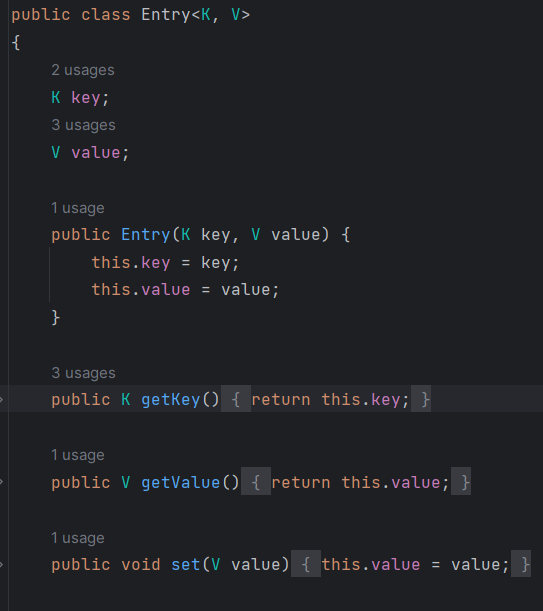 public class Entry<K, V>
{
2 usages
K key;
3 usages
V value;
1 usage
public Entry(K key, V value) {
this.key = key;
this.value = value;
}
3 usages
public K getKey() { return this.key; }
1 usage
public V getValue() { return this.value; }
1 usage
public void set(V value) { this.value = value; }